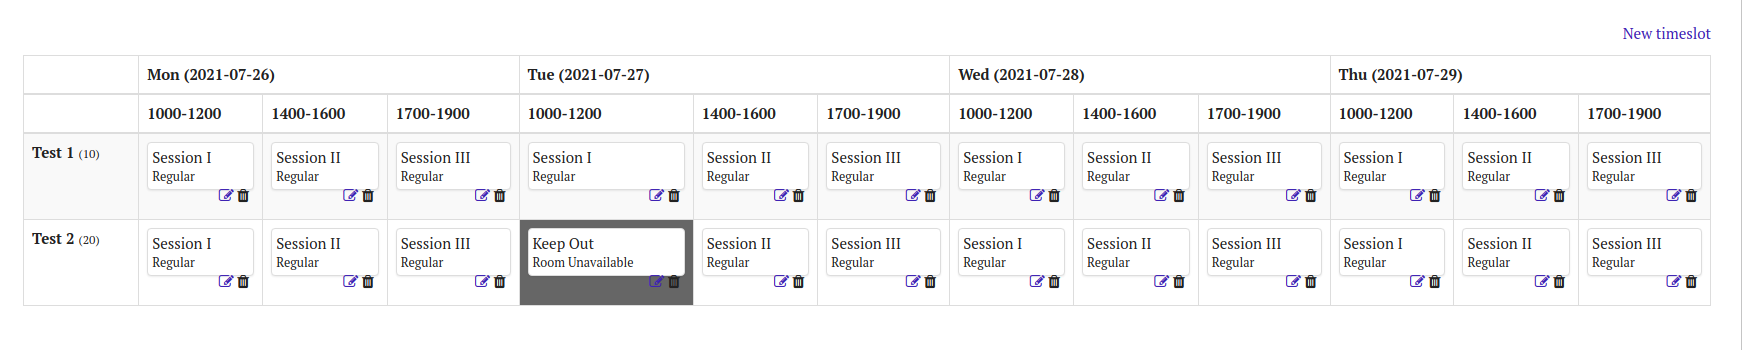 New timeslot
Mon (2021-07-26) Tue (2021-07-27) Wed (2021-07-28) Thu (2021-07-29)
1000-1200 1400-1600 1700-1900 1000-1200 1400-1600 1700-1900 1000-1200 1400-1600 1700-1900 1000-1200 1400-1600 1700-1900
Test 1 (10) Session I Session II Session III Session I Session II Session III Session I Session II Session III Session I Session II Session III
Regular Regular Regular Regular Regular Regular Regular Regular Regular Regular Regular Regular
Test 2 (20) Session I Session II Session III Keep Out Session II Session III Session I Session II Session III Session I Session II Session III
Regular Regular Regular Room Unavailable Regular Regular Regular Regular Regular Regular Regular Regular